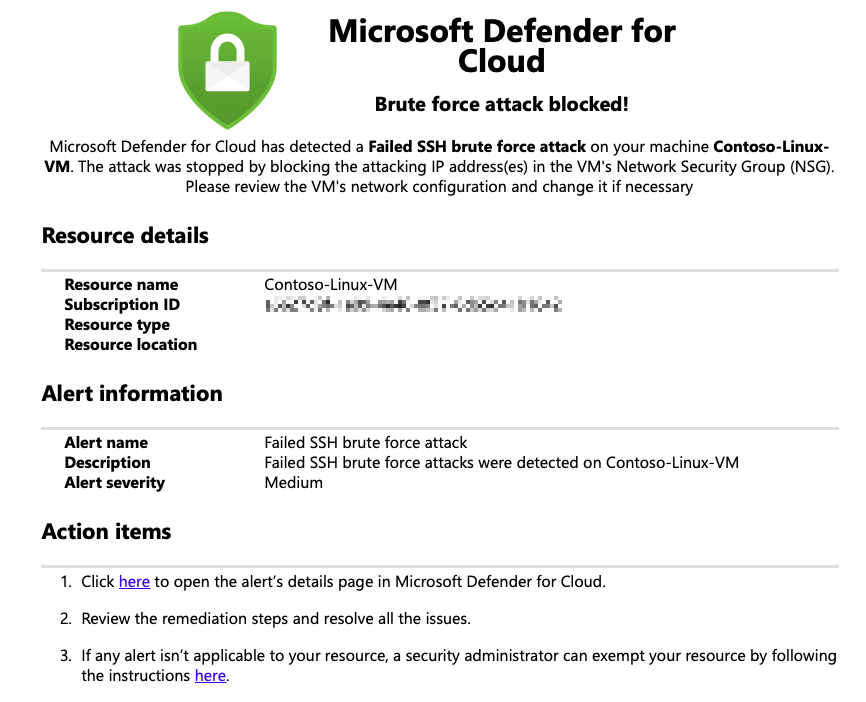 Microsoft Defender for
Cloud
Brute force attack blocked!
Microsoft Defender for Cloud has detected a Failed SSH brute force attack on your machine Contoso-Linux-
VM. The attack was stopped by blocking the attacking IP address(es) in the VM's Network Security Group (NSG).
Please review the VM's network configuration and change it if necessary
Resource details
Resource name Contoso-Linux-VM
Subscription ID
Resource type
Resource location
Alert information
Alert name Failed SSH brute force attack
Description Failed SSH brute force attacks were detected on Contoso-Linux-VM
Alert severity Medium
Action items
1. Click here to open the alert’s details page in Microsoft Defender for Cloud.
2. Review the remediation steps and resolve all the issues.
3. If any alert isn’t applicable to your resource, a security administrator can exempt your resource by following
the instructions here.